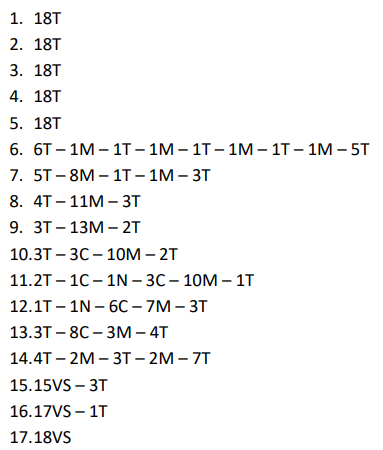 1. 18T
2. 18T
3. 18T
4. 18T
5. 18T
6. 6T – 1M – 1T – 1M – 1T – 1M – 1T – 1M – 5T
7. 5T – 8M – 1T – 1M – 3T
8. 4T – 11M – 3T
9. 3T – 13M – 2T
10.3T – 3C – 10M – 2T
11.2T – 1C – 1N – 3C – 10M – 1T
12.1T – 1N – 6C – 7M – 3T
13.3T – 8C – 3M – 4T
14.4T – 2M – 3T – 2M – 7T
15.15VS – 3T
16.17VS – 1T
17.18VS